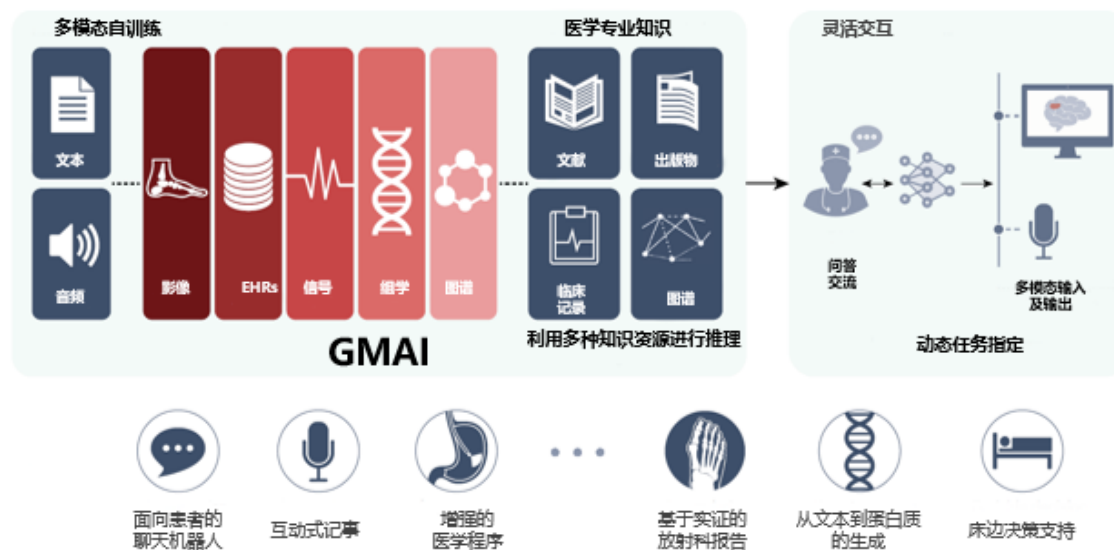 多模态自训练
医学专业知识
灵活交互
文本
音频
影像
EHRs
信号
组学
图谱
文献
出版物
临床
记录
图谱
GMAI
利用多种知识资源进行推理
问答
交流
多模态输入
及输出
动态任务指定
面向患者的
聊天机器人
互动式记事
增强的
医学程序
基于实证的
放射科报告
从文本到蛋白质
的生成
床边决策支持